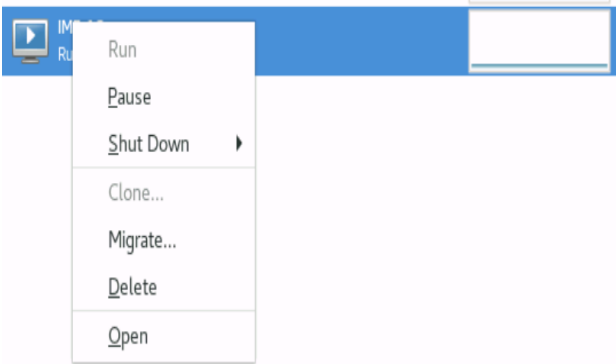 Run
Pause
Shut Down
Clone...
Migrate...
Delete
Open